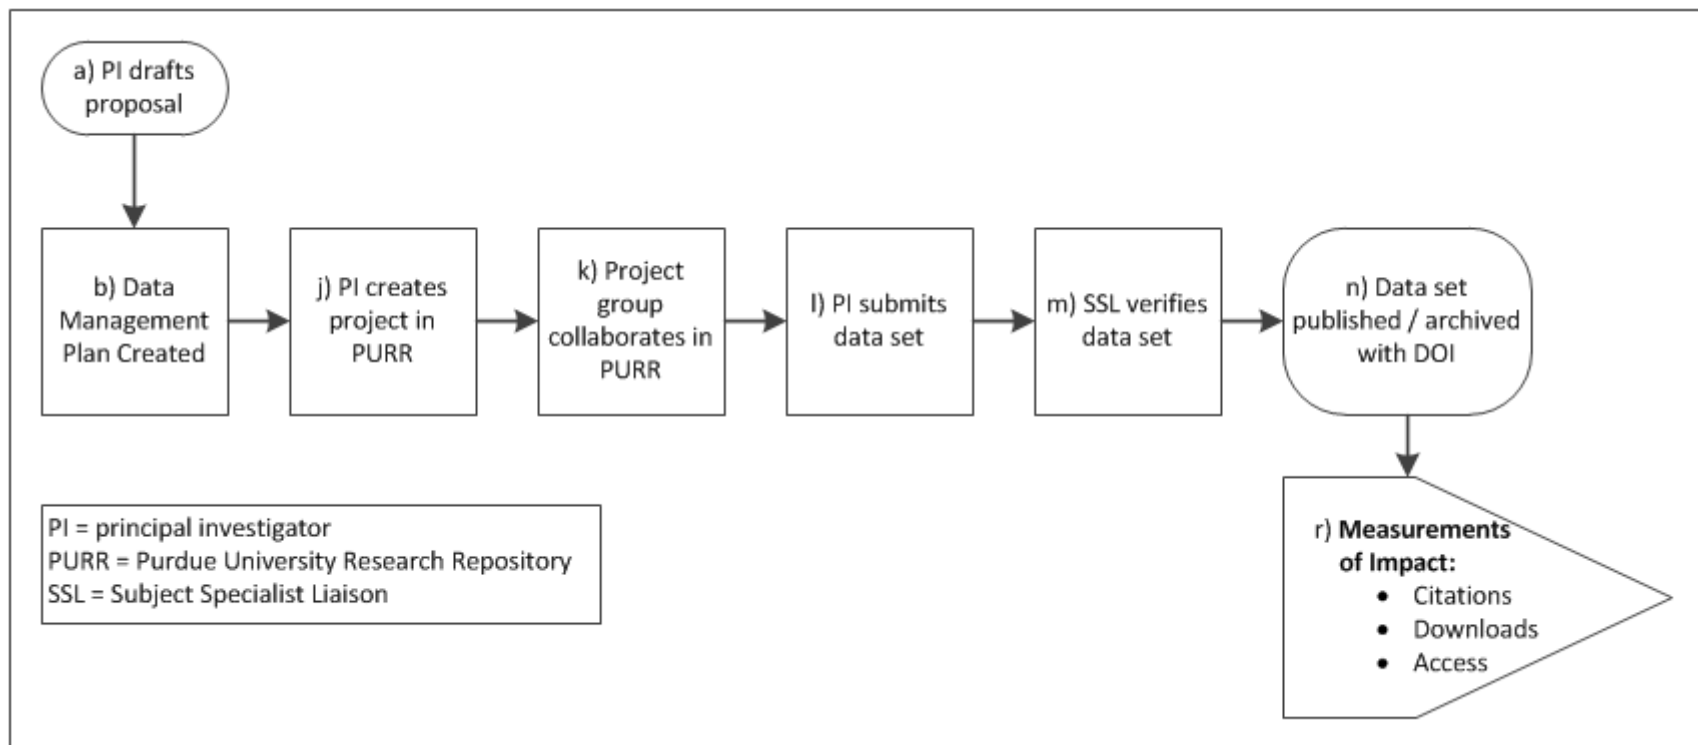 a) PI drafts
proposal
b) Data
Management
Plan Created
j) PI creates
project in
PURR
k) Project
group
collaborates in
PURR
l) PI submits
data set
m) SSL verifies
data set
n) Data set
published / archived
with DOI
PI = principal investigator
PURR = Purdue University Research Repository
SSL = Subject Specialist Liaison
r) Measurements
of Impact:
• Citations
• Downloads
• Access